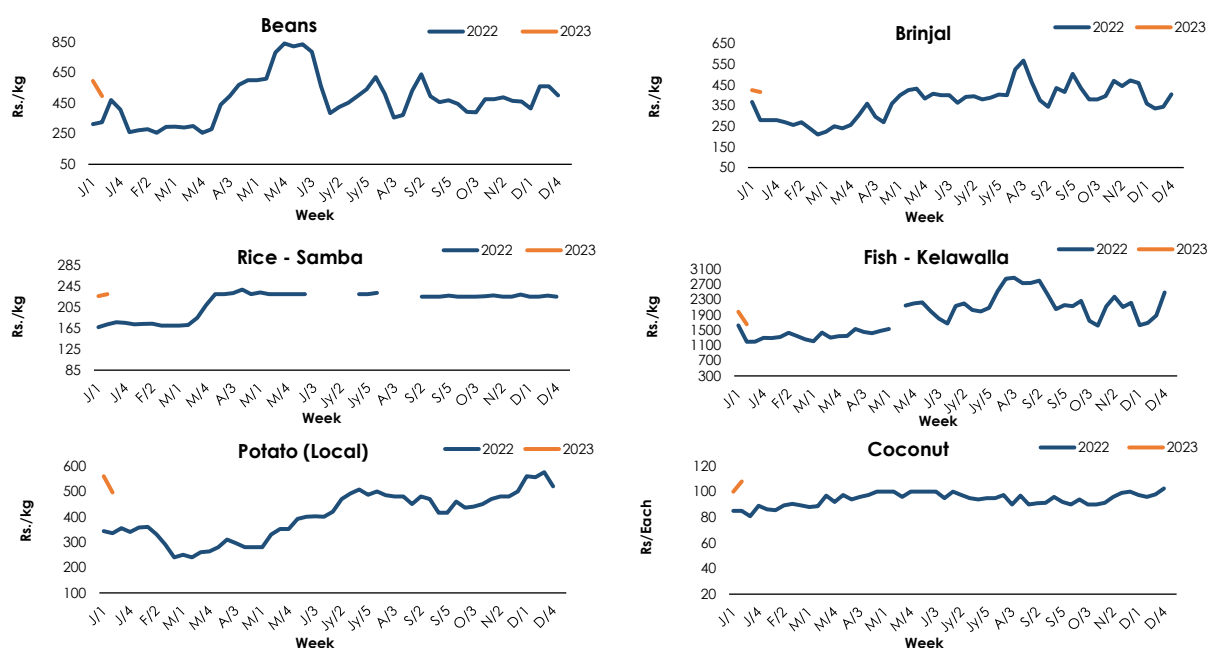 Beans
2022 2023
Rs./kg
850
650
450
250
50
J/1 J/4 F/2 M/1 M/4 A/3 M/1 M/4 J/3 Jy/2 Jy/5 A/3 S/2 S/5 O/3 N/2 D/1 D/4
Week
Brinjal
2022 2023
Rs./kg
650
550
450
350
250
150
50
J/1 J/4 F/2 M/1 M/4 A/3 M/1 M/4 J/3 Jy/2 Jy/5 A/3 S/2 S/5 O/3 N/2 D/1 D/4
Week
Rice - Samba
2022 2023
Rs./kg
285
245
205
165
125
85
J/1 J/4 F/2 M/1 M/4 A/3 M/1 M/4 J/3 Jy/2 Jy/5 A/3 S/2 S/5 O/3 N/2 D/1 D/4
Week
Fish - Kelawalla
2022 2023
Rs./kg
3100
2700
2300
1900
1500
1100
700
300
J/1 J/4 F/2 M/1 M/4 A/3 M/1 M/4 J/3 Jy/2 Jy/5 A/3 S/2 S/5 O/3 N/2 D/1 D/4
Week
Potato (Local)
2022 2023
Rs./kg
600
500
400
300
200
100
J/1 J/4 F/2 M/1 M/4 A/3 M/1 M/4 J/3 Jy/2 Jy/5 A/3 S/2 S/5 O/3 N/2 D/1 D/4
Week
Coconut
2022 2023
Rs/Each
120
100
80
60
40
20
J/1 J/4 F/2 M/1 M/4 A/3 M/1 M/4 J/3 Jy/2 Jy/5 A/3 S/2 S/5 O/3 N/2 D/1 D/4
Week